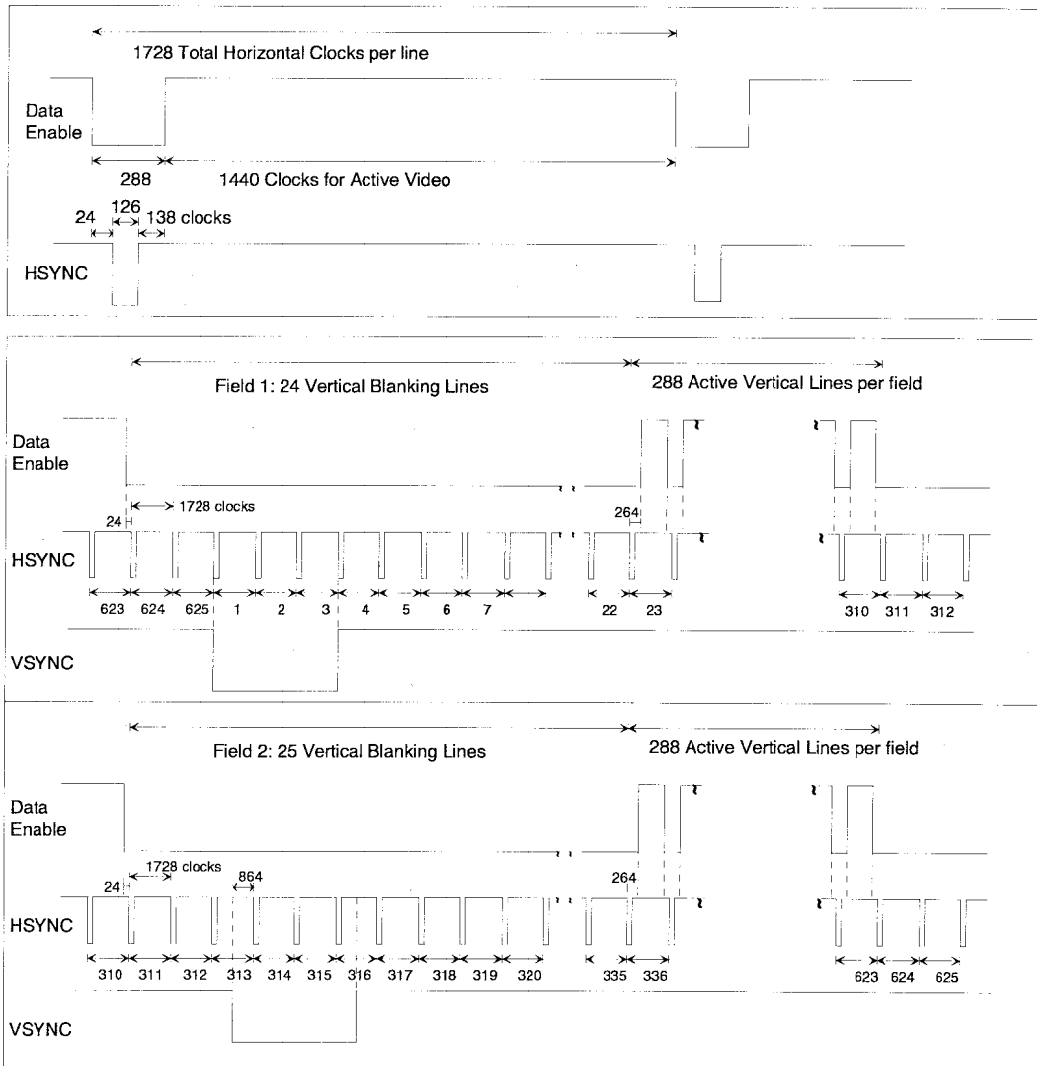 1728 Total Horizontal Clocks per line
Data
Enable
288
1440 Clocks for Active Video
126
24
138 clocks
HSYNC
Field 1: 24 Vertical Blanking Lines
288 Active Vertical Lines per field
Data
Enable
1728 clocks
24
264
HSYNC
623 624 625 1 2 3 4 5 6 7 22 23 310 311 312
VSYNC
Field 2: 25 Vertical Blanking Lines
288 Active Vertical Lines per field
Data
Enable
1728 clocks
24
864
264
HSYNC
310 311 312 313 314 315 316 317 318 319 320 335 336 623 624 625
VSYNC